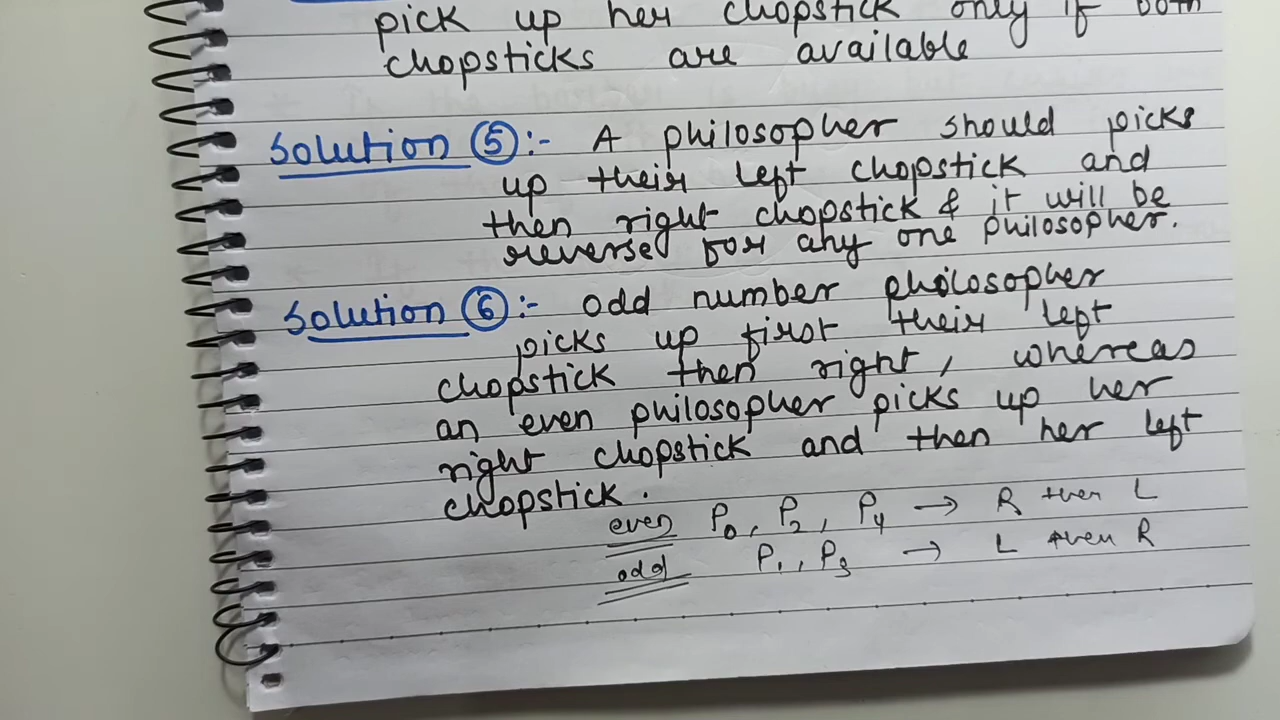 pick up her chopstick only if both
chopsticks are available
Solution ⑤:- A philosopher should picks
up their left chopstick and
then right chopstick & it will be
reverse for any one philosopher.
Solution ⑥:- odd number philosopher
picks up first their left
chopstick then right, whereas
an even philosopher picks up her
right chopstick and then her left
chopstick.
even P0, P2, P4 → R then L
odd P1, P3 → L then R